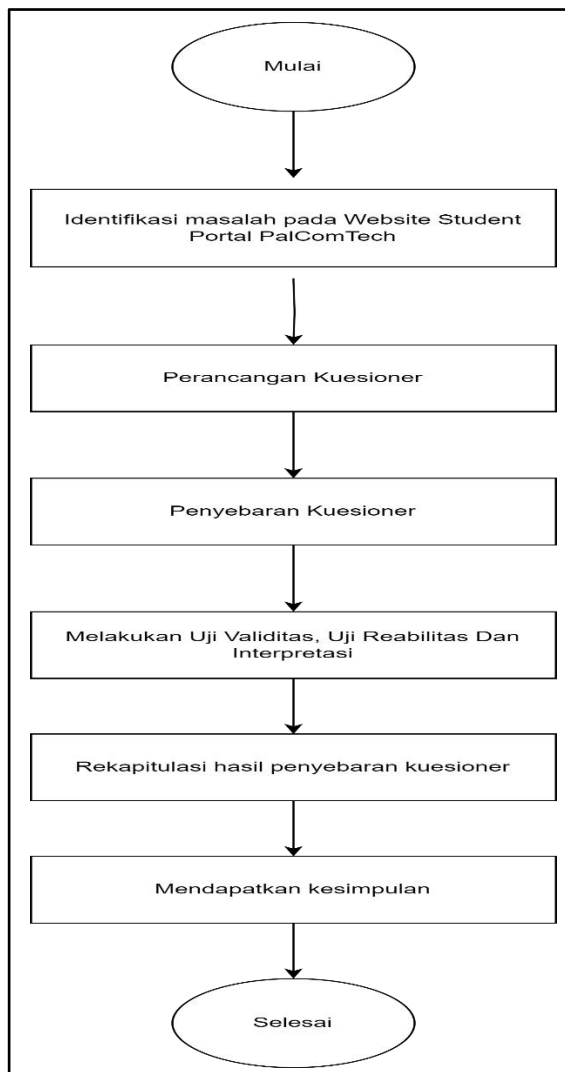 Mulai
Identifikasi masalah pada Website Student
Portal PalComTech
Perancangan Kuesioner
Penyebaran Kuesioner
Melakukan Uji Validitas, Uji Reabilitas Dan
Interpretasi
Rekapitulasi hasil penyebaran kuesioner
Mendapatkan kesimpulan
Selesai